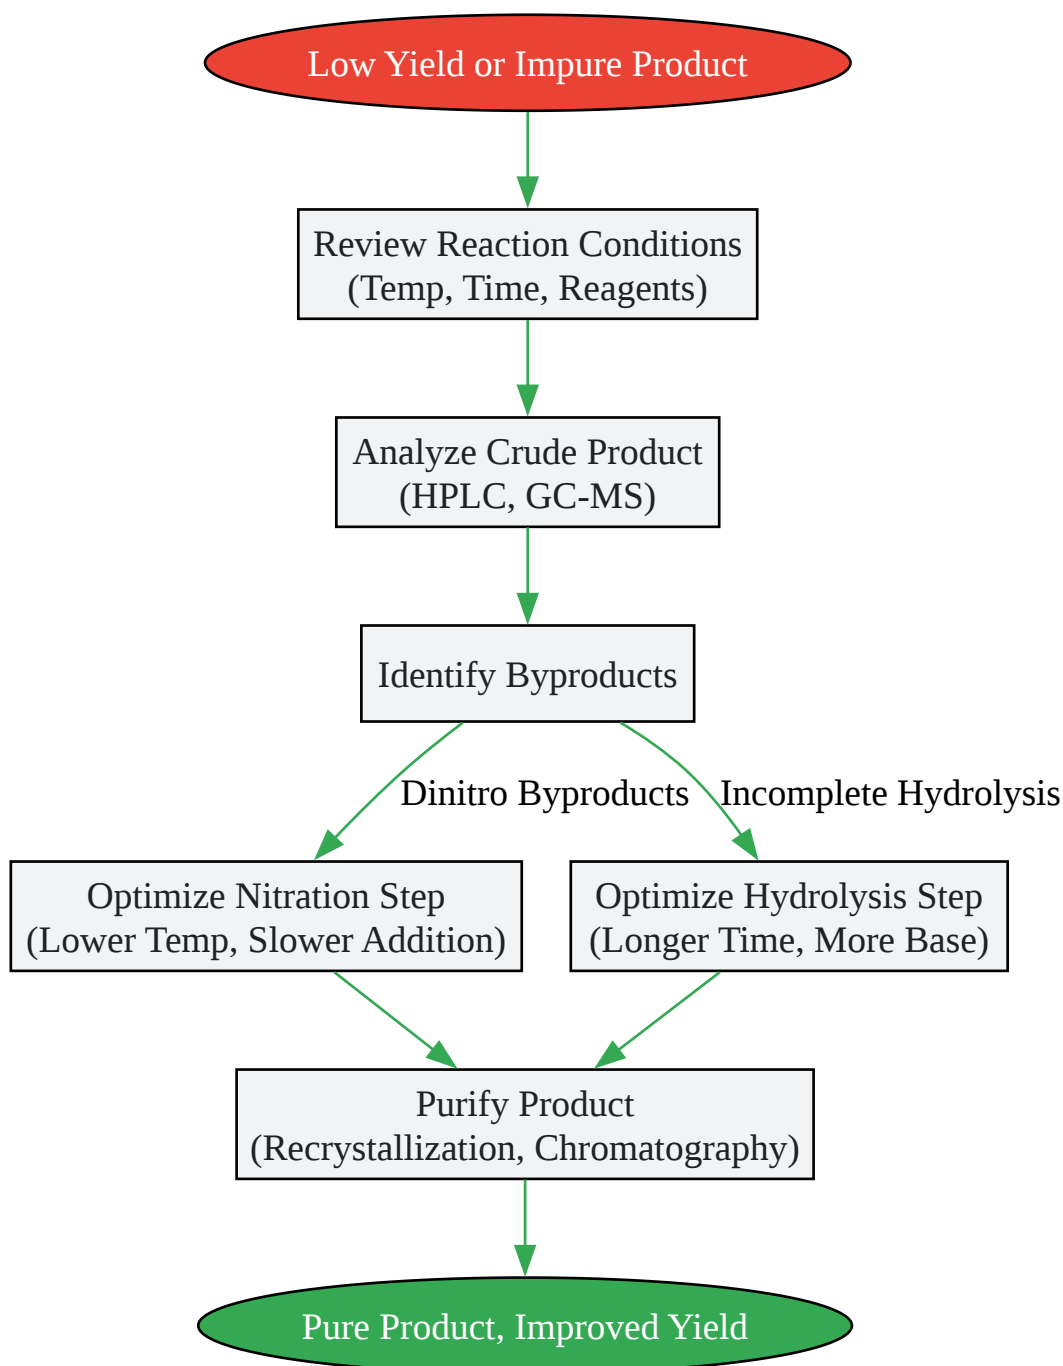 Low Yield or Impure Product
Review Reaction Conditions
(Temp, Time, Reagents)
Analyze Crude Product
(HPLC, GC-MS)
Identify Byproducts
Dinitro Byproducts
Incomplete Hydrolysis
Optimize Nitration Step
(Lower Temp, Slower Addition)
Optimize Hydrolysis Step
(Longer Time, More Base)
Purify Product
(Recrystallization, Chromatography)
Pure Product, Improved Yield